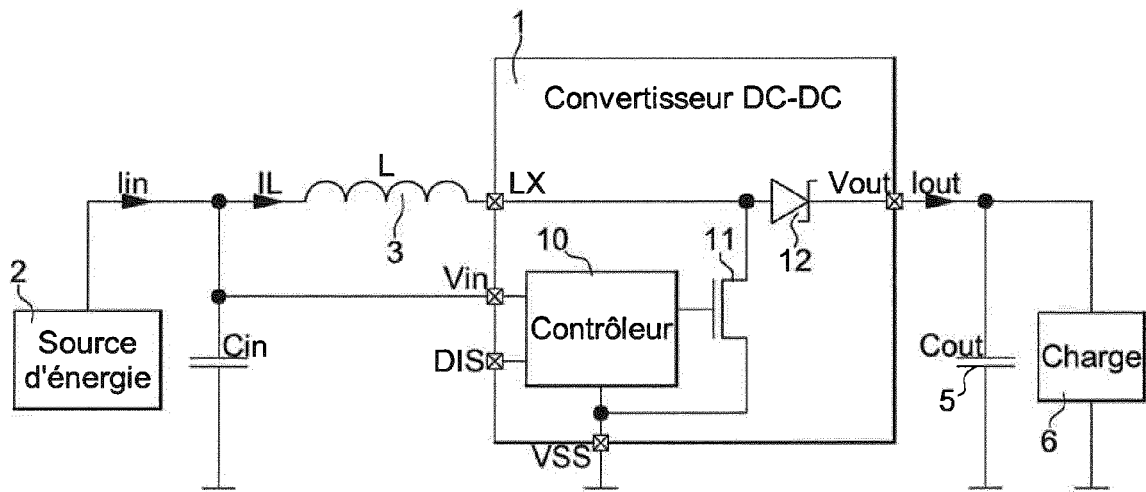 1
Convertisseur DC-DC
Iin
IL
L
3
LX
Vout
Iout
12
10
11
Vin
2
Source
d'énergie
Cin
Contrôleur
DIS
Cout
5
Charge
6
VSS